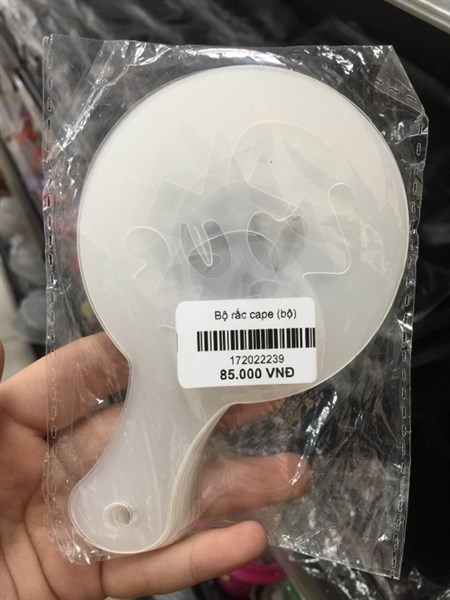 Bộ rắc cape (bộ)
172022239
85.000 VNĐ